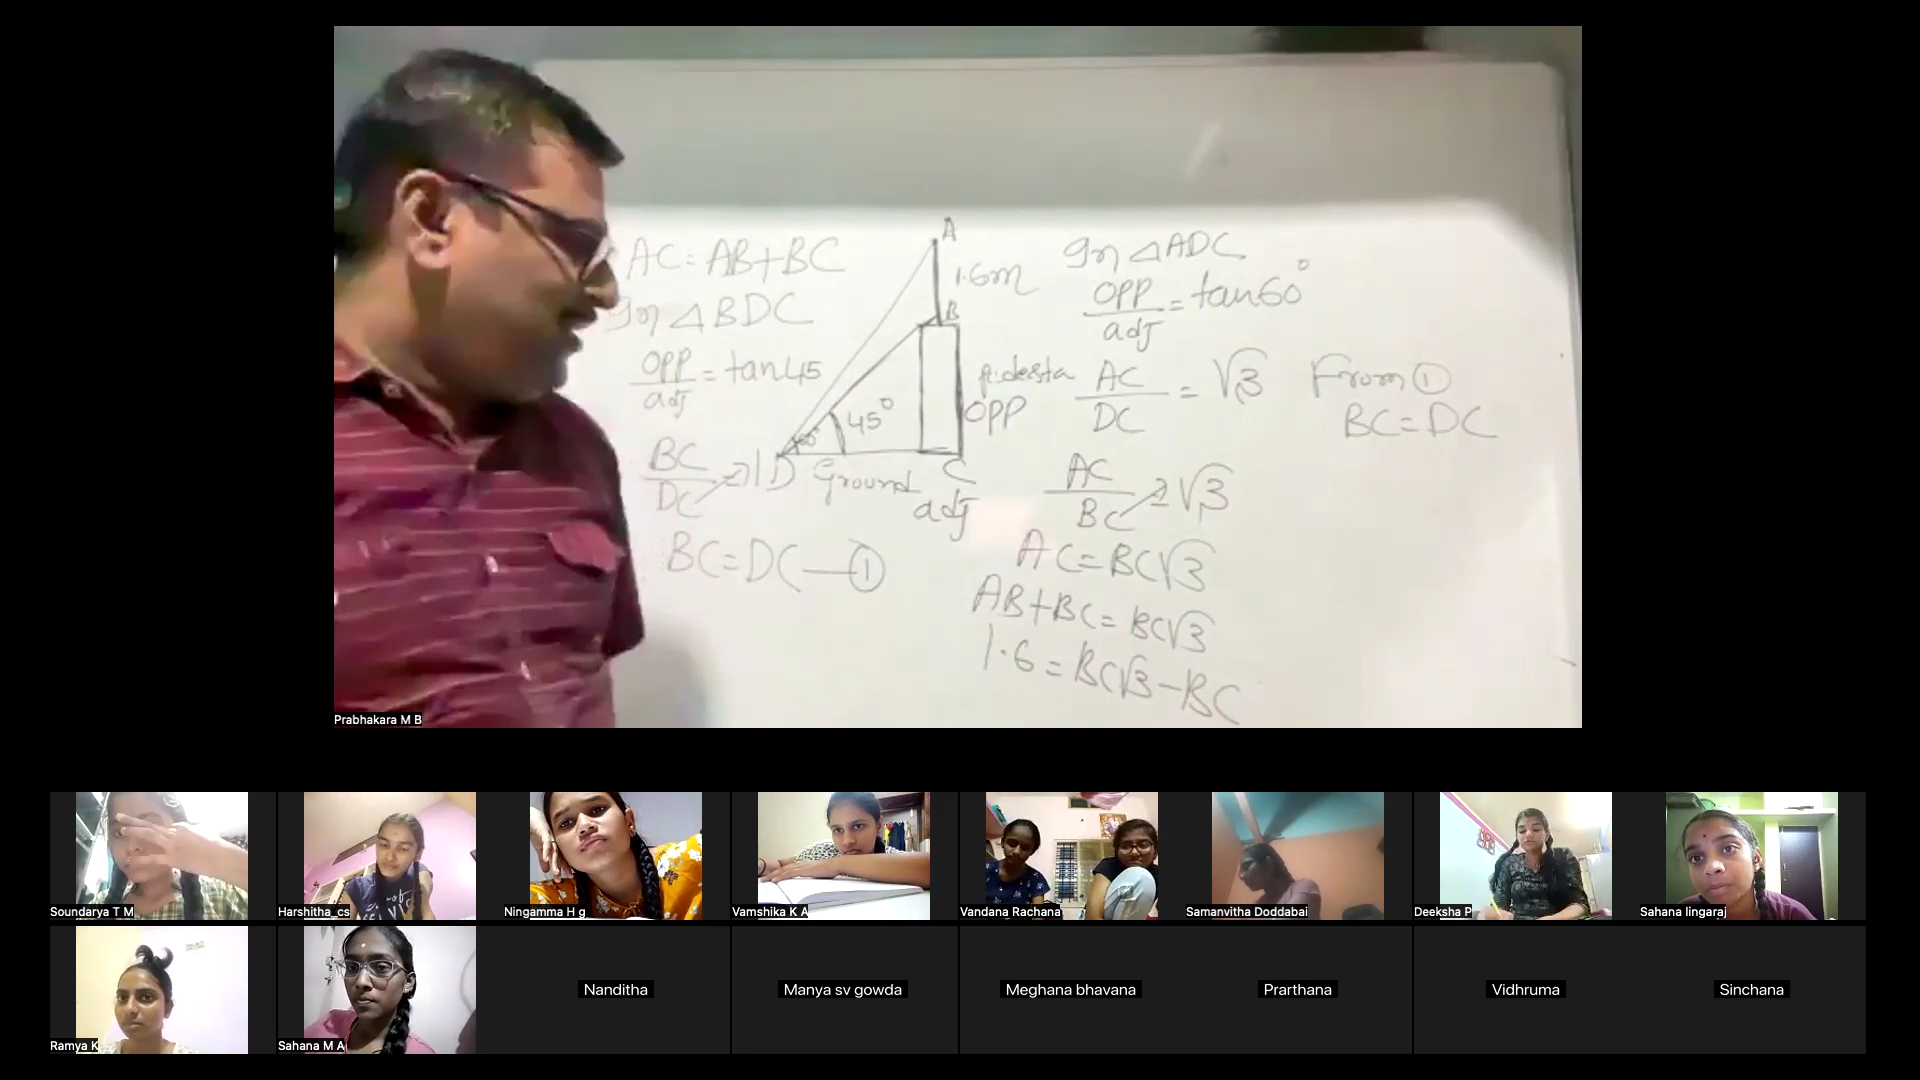 AC = AB+BC
In △BDC
opp/adj = tan45
BC/DC = 1
BC = DC — ①
A
1.6m
B
45°
60°
opp
D Ground C
adj
In △ADC
opp/adj = tan60°
AC/DC = √3
From ①
BC = DC
AC/BC = √3
AC = BC√3
AB+BC = BC√3
1.6 = BC√3 - BC
Prabhakara M B
Soundarya T M
Harshitha_cs
Ningamma H g
Vamshika K A
Vandana Rachana
Samanvitha Doddabai
Deeksha P
Sahana lingaraj
Ramya K
Sahana M A
Nanditha
Manya sv gowda
Meghana bhavana
Prarthana
Vidhruma
Sinchana